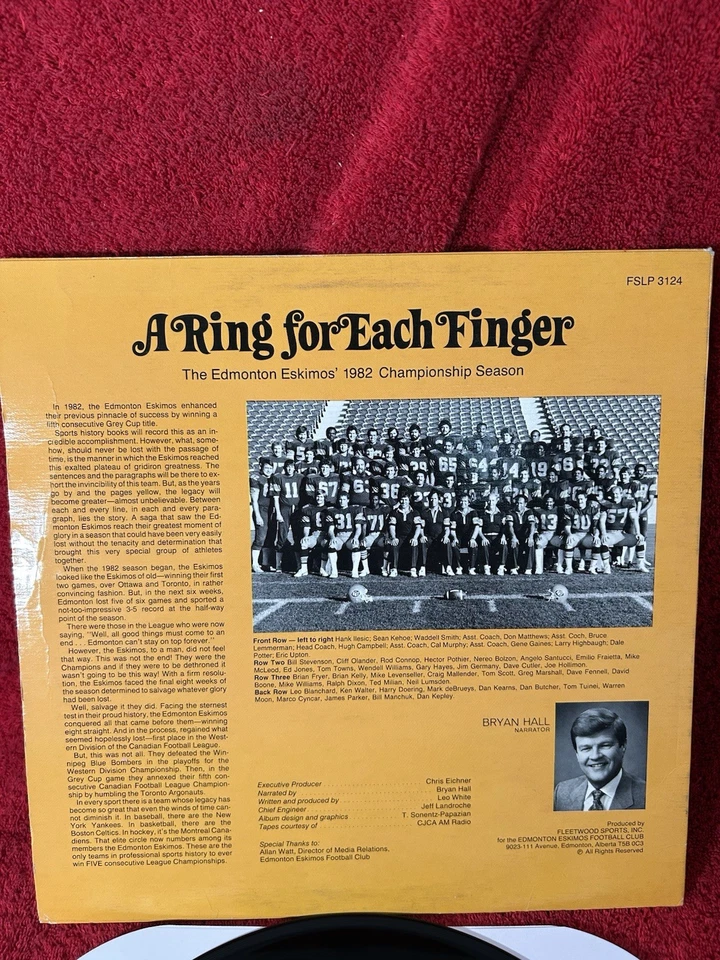 FSLP 3124
A Ring for Each Finger
The Edmonton Eskimos' 1982 Championship Season
In 1982, the Edmonton Eskimos enhanced
their previous pinnacle of success by winning a
fifth consecutive Grey Cup title.
Sports history books will record this as an in-
credible accomplishment. However, what, some-
how, should never be lost with the passage of
time, is the manner in which the Eskimos reached
this exalted plateau of gridiron greatness. The
sentences and the paragraphs will be there to ex-
hort the invincibility of this team. But, as the years
go by and the pages yellow, the legacy will
become greater—almost unbelievable. Between
each and every line, in each and every para-
graph, lies the story. A saga that saw the Ed-
monton Eskimos reach their greatest moment of
glory in a season that could have been very easily
lost without the tenacity and determination that
brought this very special group of athletes
together.
When the 1982 season began, the Eskimos
looked like the Eskimos of old—winning their first
two games, over Ottawa and Toronto, in rather
convincing fashion. But, in the next six weeks,
Edmonton lost five of six games and sported a
not-too-impressive 3-5 record at the half-way
point of the season.
There were those in the League who were now
saying, "Well, all good things must come to an
end . . . Edmonton can't stay on top forever."
However, the Eskimos, to a man, did not feel
that way. This was not the end! They were the
Champions and if they were to be dethroned it
wasn't going to be this way! With a firm resolu-
tion, the Eskimos faced the final eight weeks of
the season determined to salvage whatever glory
had been lost.
Well, salvage it they did. Facing the sternest
test in their proud history, the Edmonton Eskimos
conquered all that came before them—winning
eight straight. And in the process, regained what
seemed hopelessly lost—first place in the West-
ern Division of the Canadian Football League.
But, this was not all. They defeated the Win-
nipeg Blue Bombers in the playoffs for the
Western Division Championship. Then, in the
Grey Cup game they annexed their fifth con-
secutive Canadian Football League Champion-
ship by humbling the Toronto Argonauts.
In every sport there is a team whose legacy has
become so great that even the winds of time can-
not diminish it. In baseball, there are the New
York Yankees. In basketball, there are the
Boston Celtics. In hockey, it's the Montreal Cana-
diens. That elite circle now numbers among its
members the Edmonton Eskimos. These are the
only teams in professional sports history to ever
win FIVE consecutive League Championships.
Front Row — left to right Hank Ilesic; Sean Kehoe; Waddell Smith; Asst. Coach, Don Matthews; Asst. Coch, Bruce
Lemmerman; Head Coach, Hugh Campbell; Asst. Coach, Cal Murphy; Asst. Coach, Gene Gaines; Larry Highbaugh; Dale
Potter; Eric Upton.
Row Two Bill Stevenson, Cliff Olander, Rod Connop, Hector Pothier, Nereo Bolzon, Angelo Santucci, Emilio Fraietta, Mike
McLeod, Ed Jones, Tom Towns, Wendell Williams, Gary Hayes, Jim Germany, Dave Cutler, Joe Hollimon.
Row Three Brian Fryer, Brian Kelly, Mike Levenseller, Craig Mallender, Tom Scott, Greg Marshall, Dave Fennell, David
Boone, Mike Williams, Ralph Dixon, Ted Milian; Neil Lumsden.
Back Row Leo Blanchard, Ken Walter, Harry Doering, Mark deBrueys, Dan Kearns, Dan Butcher, Tom Tuinei, Warren
Moon, Marco Cyncar, James Parker, Bill Manchuk, Dan Kepley.
BRYAN HALL
NARRATOR
Executive Producer . . . . . . . . Chris Eichner
Narrated by . . . . . . . . Bryan Hall
Written and produced by . . . . . . . . Leo White
Chief Engineer . . . . . . . . Jeff Landroche
Album design and graphics . . . . . . . . T. Sonentz-Papazian
Tapes courtesy of . . . . . . . . CJCA AM Radio
Special Thanks to:
Allan Watt, Director of Media Relations,
Edmonton Eskimos Football Club
Produced by
FLEETWOOD SPORTS, INC.
for the EDMONTON ESKIMOS FOOTBALL CLUB
9023-111 Avenue, Edmonton, Alberta T5B 0C3
℗ All Rights Reserved